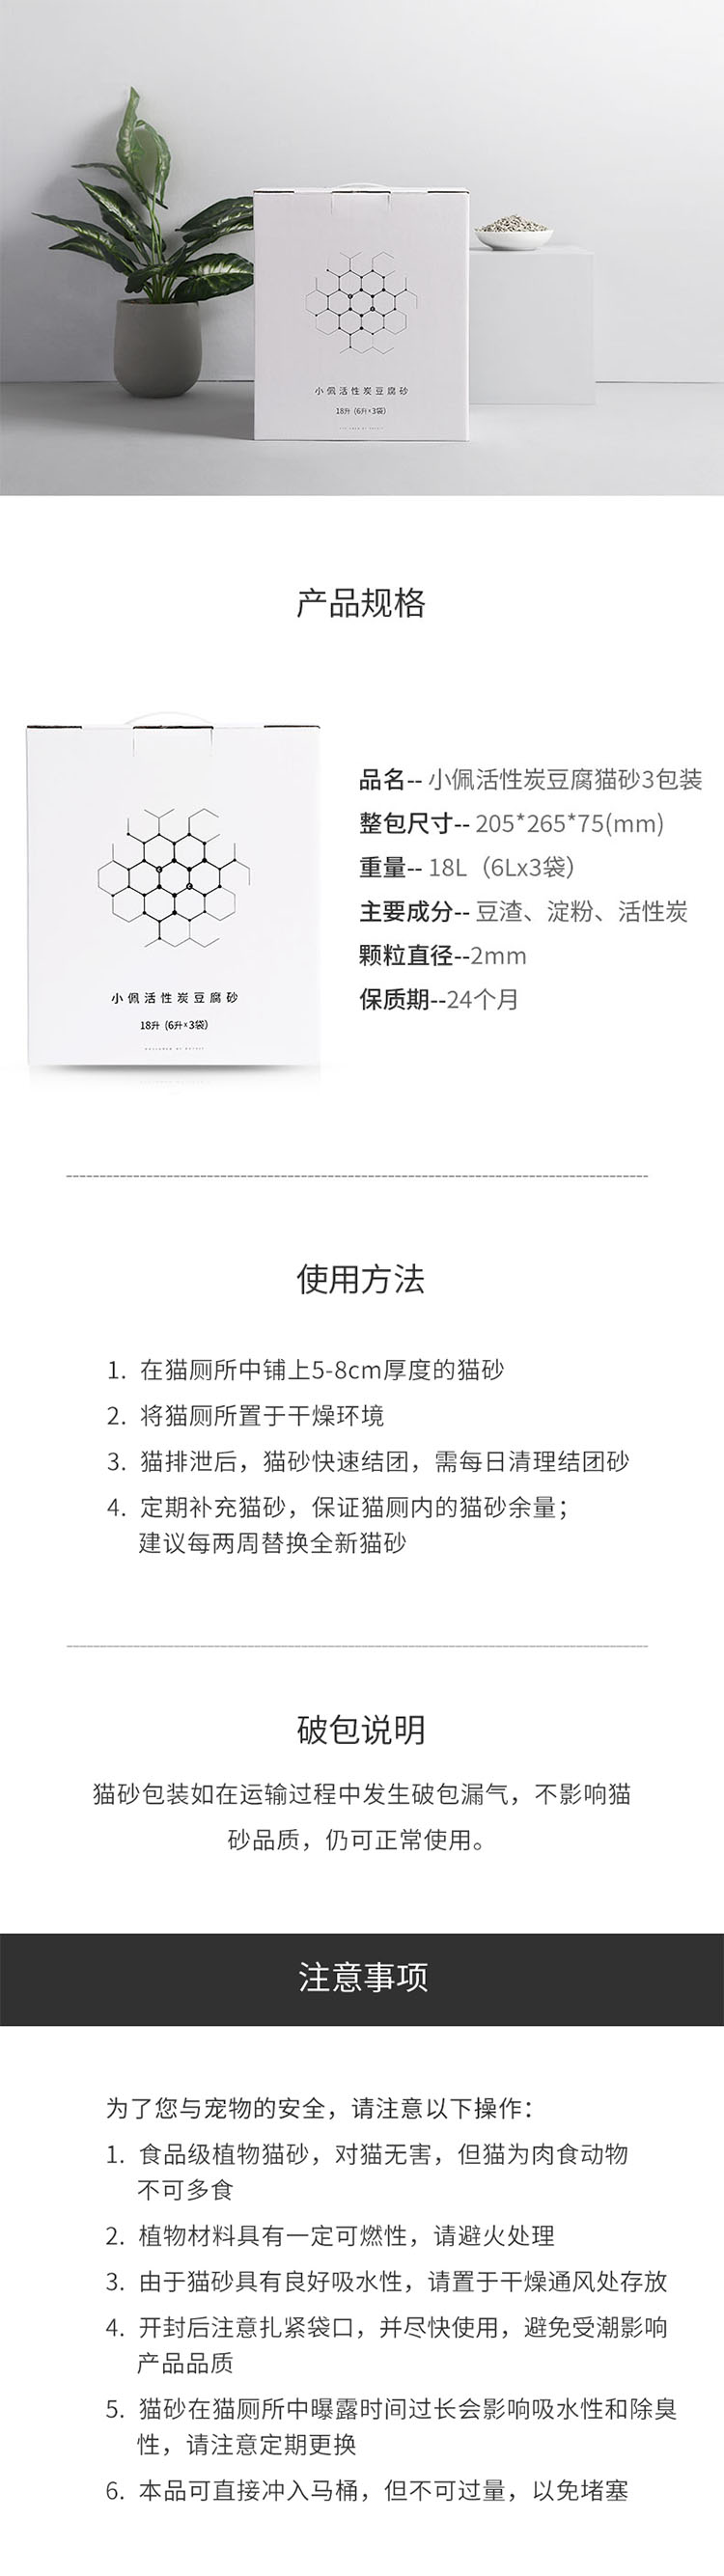 小佩活性炭豆腐砂
18升 (6升×3袋)
产品规格
品名-- 小佩活性炭豆腐猫砂3包装
整包尺寸-- 205*265*75(mm)
重量-- 18L（6Lx3袋）
主要成分-- 豆渣、淀粉、活性炭
颗粒直径--2mm
保质期--24个月
小佩活性炭豆腐砂
18升 (6升×3袋)
使用方法
1. 在猫厕所中铺上5-8cm厚度的猫砂
2. 将猫厕所置于干燥环境
3. 猫排泄后，猫砂快速结团，需每日清理结团砂
4. 定期补充猫砂，保证猫厕内的猫砂余量；
建议每两周替换全新猫砂
破包说明
猫砂包装如在运输过程中发生破包漏气，不影响猫
砂品质，仍可正常使用。
注意事项
为了您与宠物的安全，请注意以下操作：
1. 食品级植物猫砂，对猫无害，但猫为肉食动物
不可多食
2. 植物材料具有一定可燃性，请避火处理
3. 由于猫砂具有良好吸水性，请置于干燥通风处存放
4. 开封后注意扎紧袋口，并尽快使用，避免受潮影响
产品品质
5. 猫砂在猫厕所中曝露时间过长会影响吸水性和除臭
性，请注意定期更换
6. 本品可直接冲入马桶，但不可过量，以免堵塞